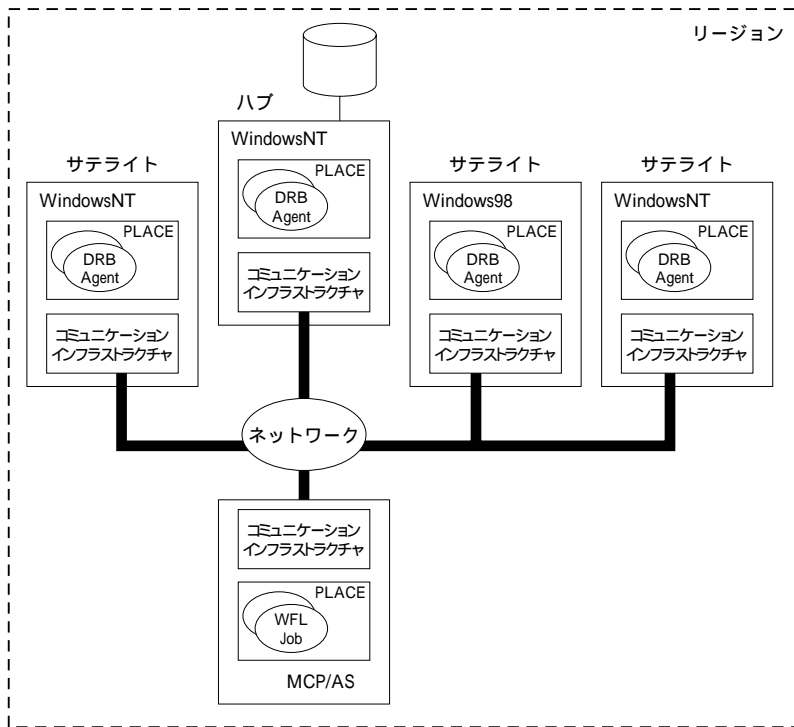 リージョン
ハブ
WindowsNT
PLACE
DRB
Agent
コミュニケーション
インフラストラクチャ
サテライト
WindowsNT
PLACE
DRB
Agent
コミュニケーション
インフラストラクチャ
サテライト
Windows98
PLACE
DRB
Agent
コミュニケーション
インフラストラクチャ
サテライト
WindowsNT
PLACE
DRB
Agent
コミュニケーション
インフラストラクチャ
ネットワーク
コミュニケーション
インフラストラクチャ
PLACE
WFL
Job
MCP/AS